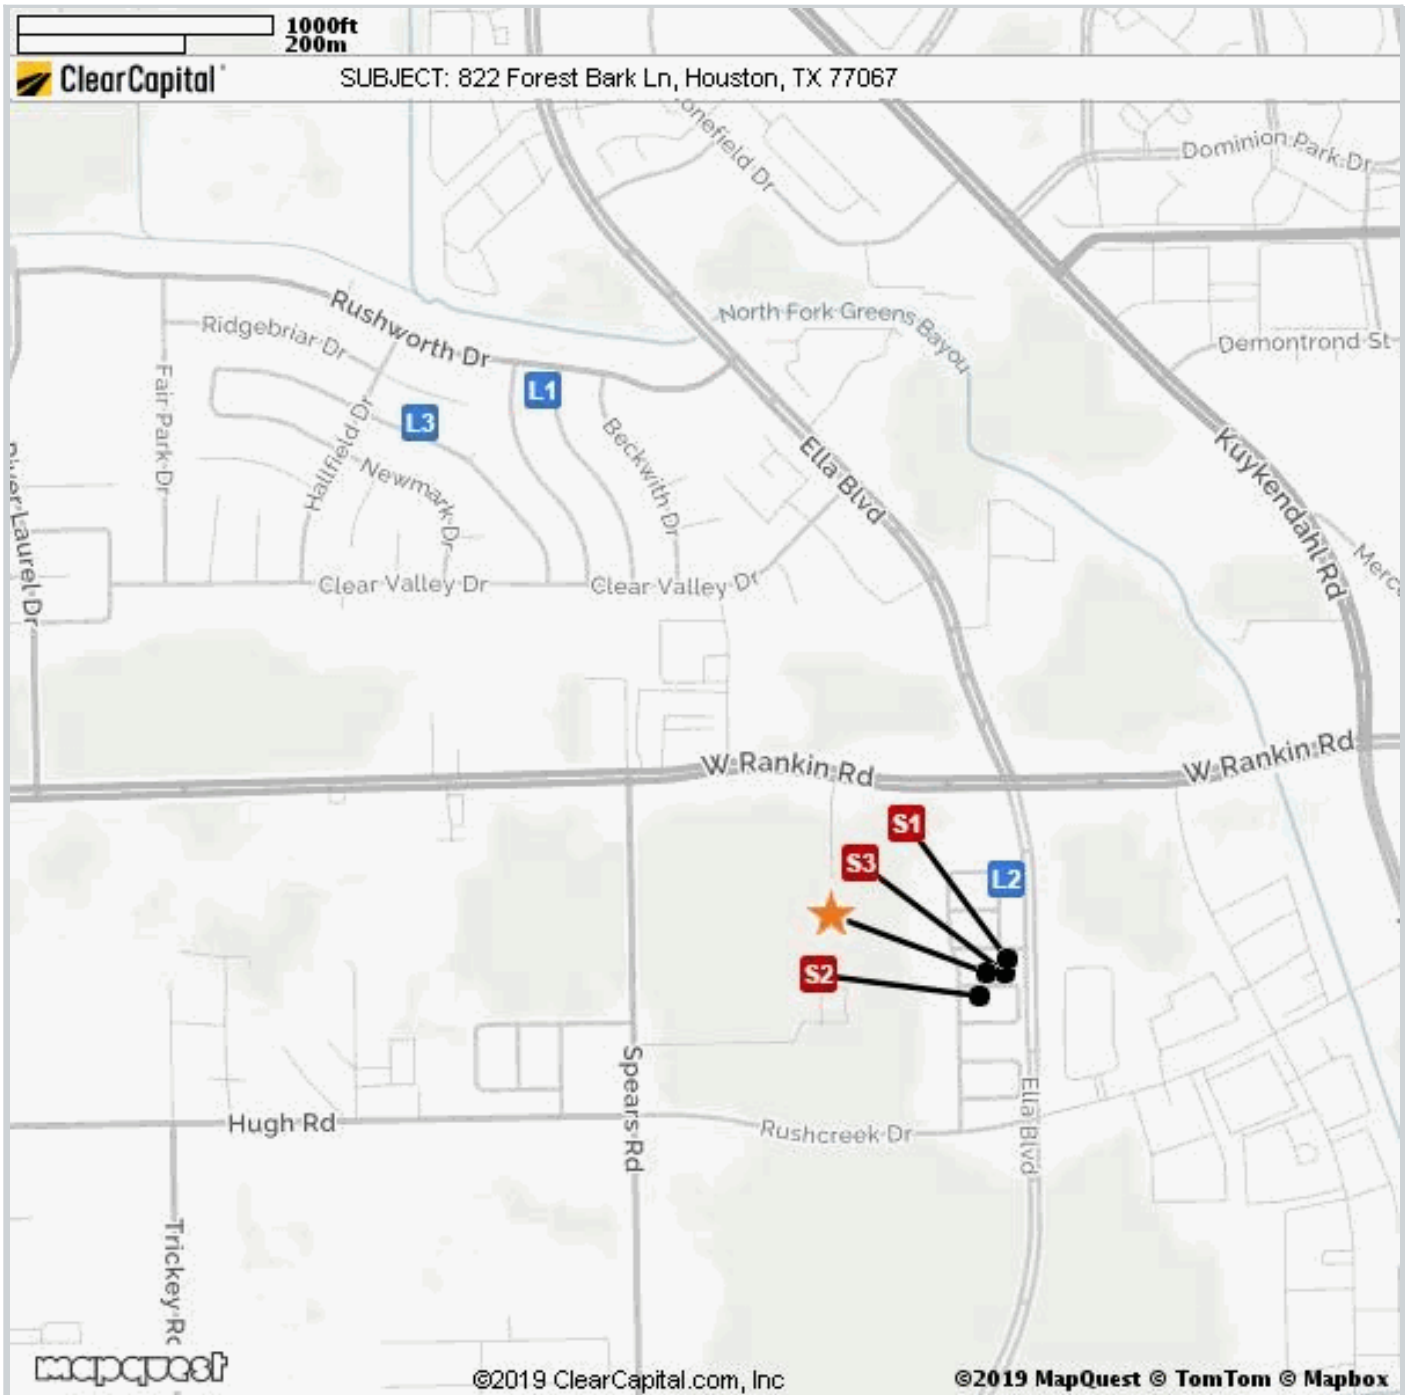 1000ft
200m
ClearCapital
SUBJECT: 822 Forest Bark Ln, Houston, TX 77067
onefield Dr
Dominion Park Dr
Rushworth Dr
North Fork Greens Bayou
Ridgebriar Dr
Demontrond St
Fair Park Dr
L1
L3
Hallfield Dr
Beckwith Dr
Ella Blvd
Kuykendahl Rd
Newmark Dr
Laurel Dr
Merc
Clear Valley Dr
Clear Valley Dr
W Rankin Rd
W Rankin Rd
S1
S3
L2
S2
Spears Rd
Ella Blvd
Hugh Rd
Rushcreek Dr
Trickey Rd
mapquest
©2019 ClearCapital.com, Inc
©2019 MapQuest © TomTom © Mapbox